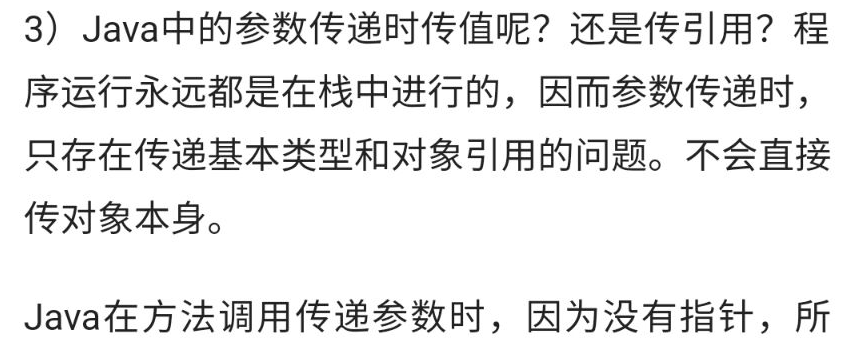 3）Java中的参数传递时传值呢？还是传引用？程
序运行永远都是在栈中进行的，因而参数传递时，
只存在传递基本类型和对象引用的问题。不会直接
传对象本身。
Java在方法调用传递参数时，因为没有指针，所